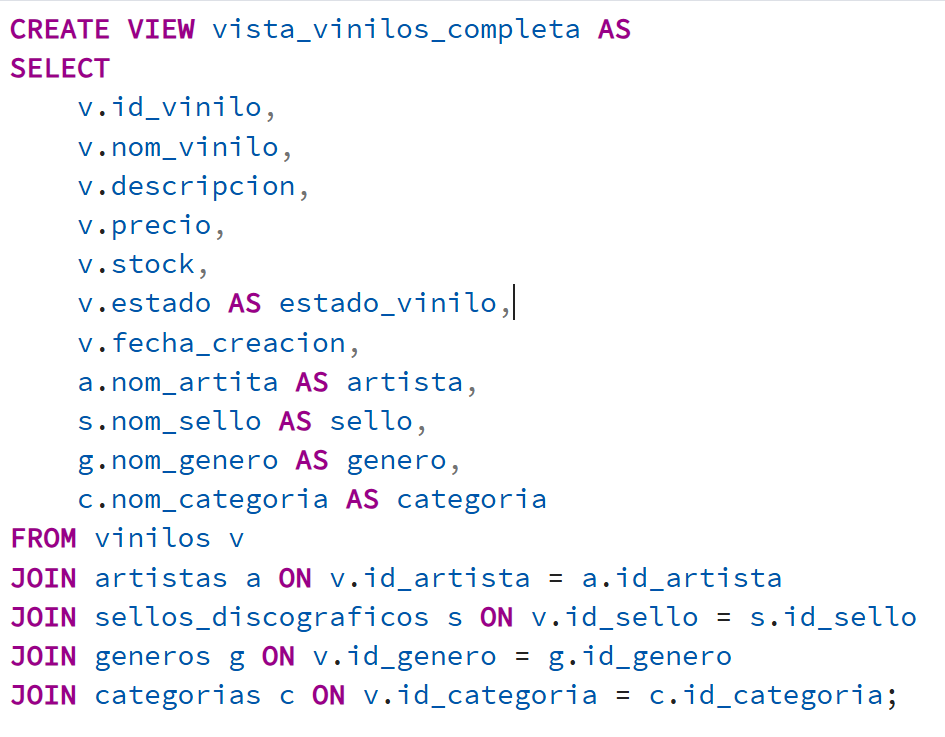 CREATE VIEW vista_vinilos_completa AS
SELECT
    v.id_vinilo,
    v.nom_vinilo,
    v.descripcion,
    v.precio,
    v.stock,
    v.estado AS estado_vinilo,
    v.fecha_creacion,
    a.nom_artita AS artista,
    s.nom_sello AS sello,
    g.nom_genero AS genero,
    c.nom_categoria AS categoria
FROM vinilos v
JOIN artistas a ON v.id_artista = a.id_artista
JOIN sellos_discograficos s ON v.id_sello = s.id_sello
JOIN generos g ON v.id_genero = g.id_genero
JOIN categorias c ON v.id_categoria = c.id_categoria;